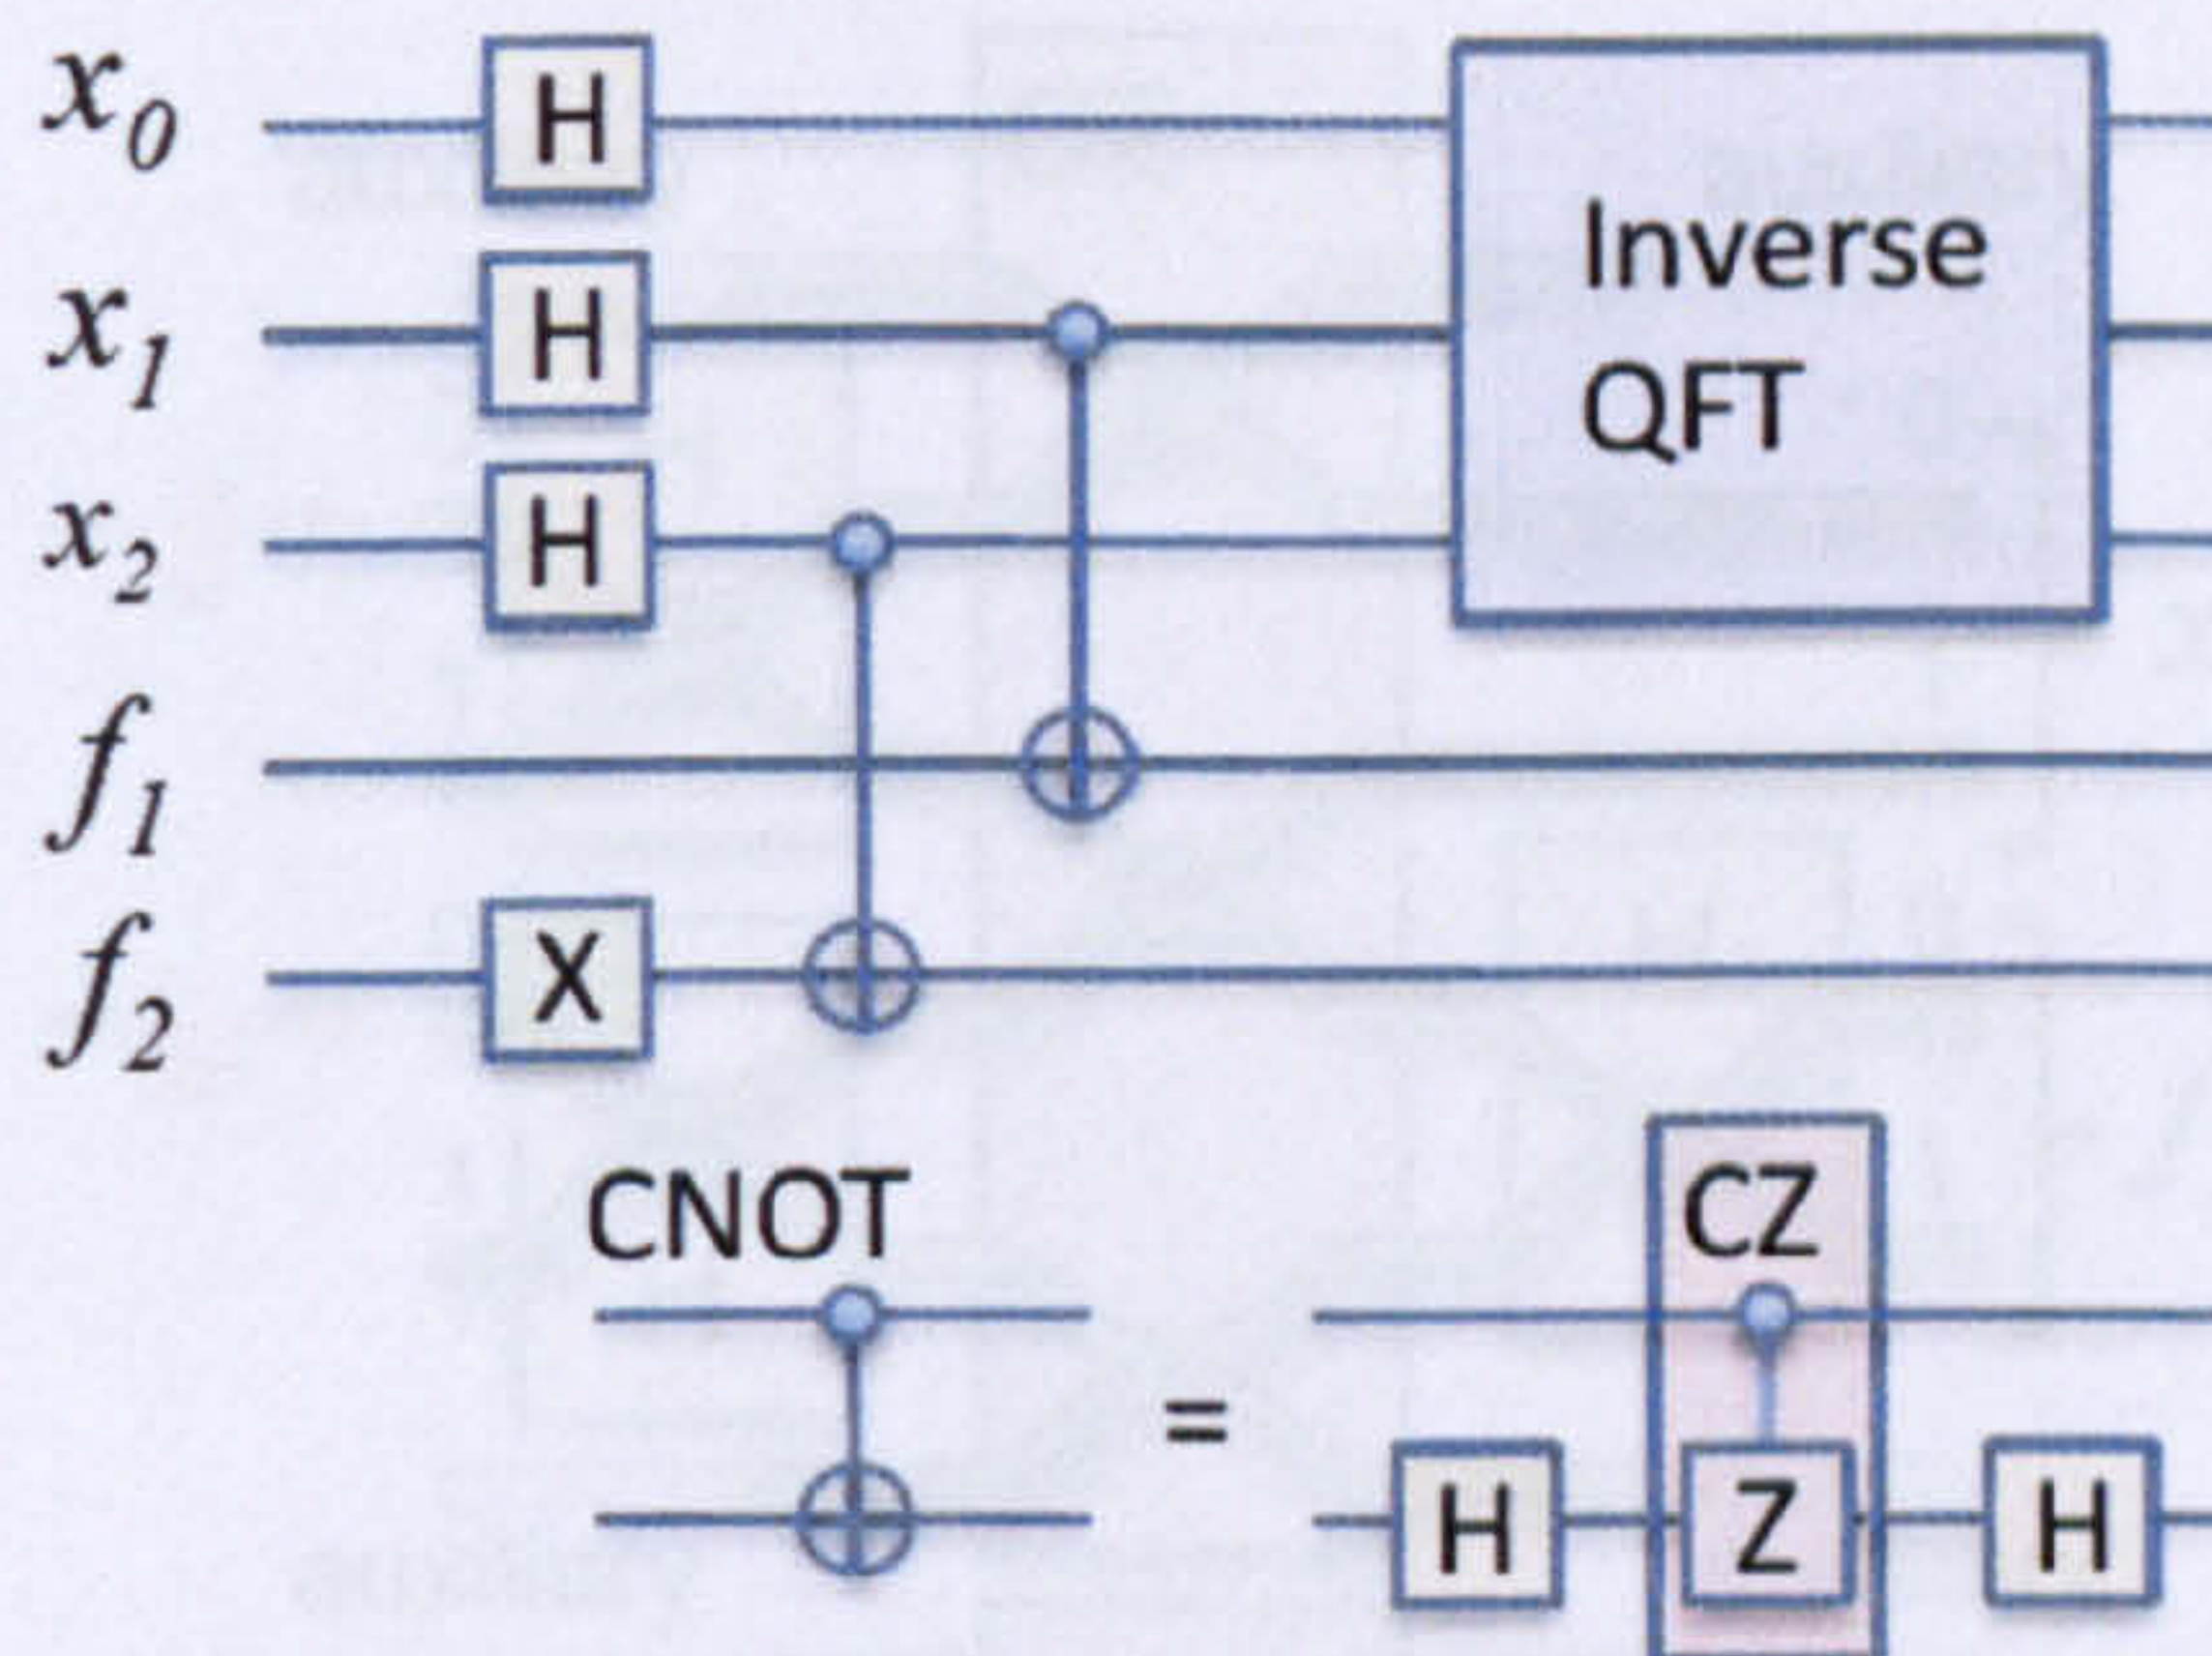 x0 H
Inverse
x1 H
QFT
x2 H
f1
f2 X
CNOT CZ
=
H Z H